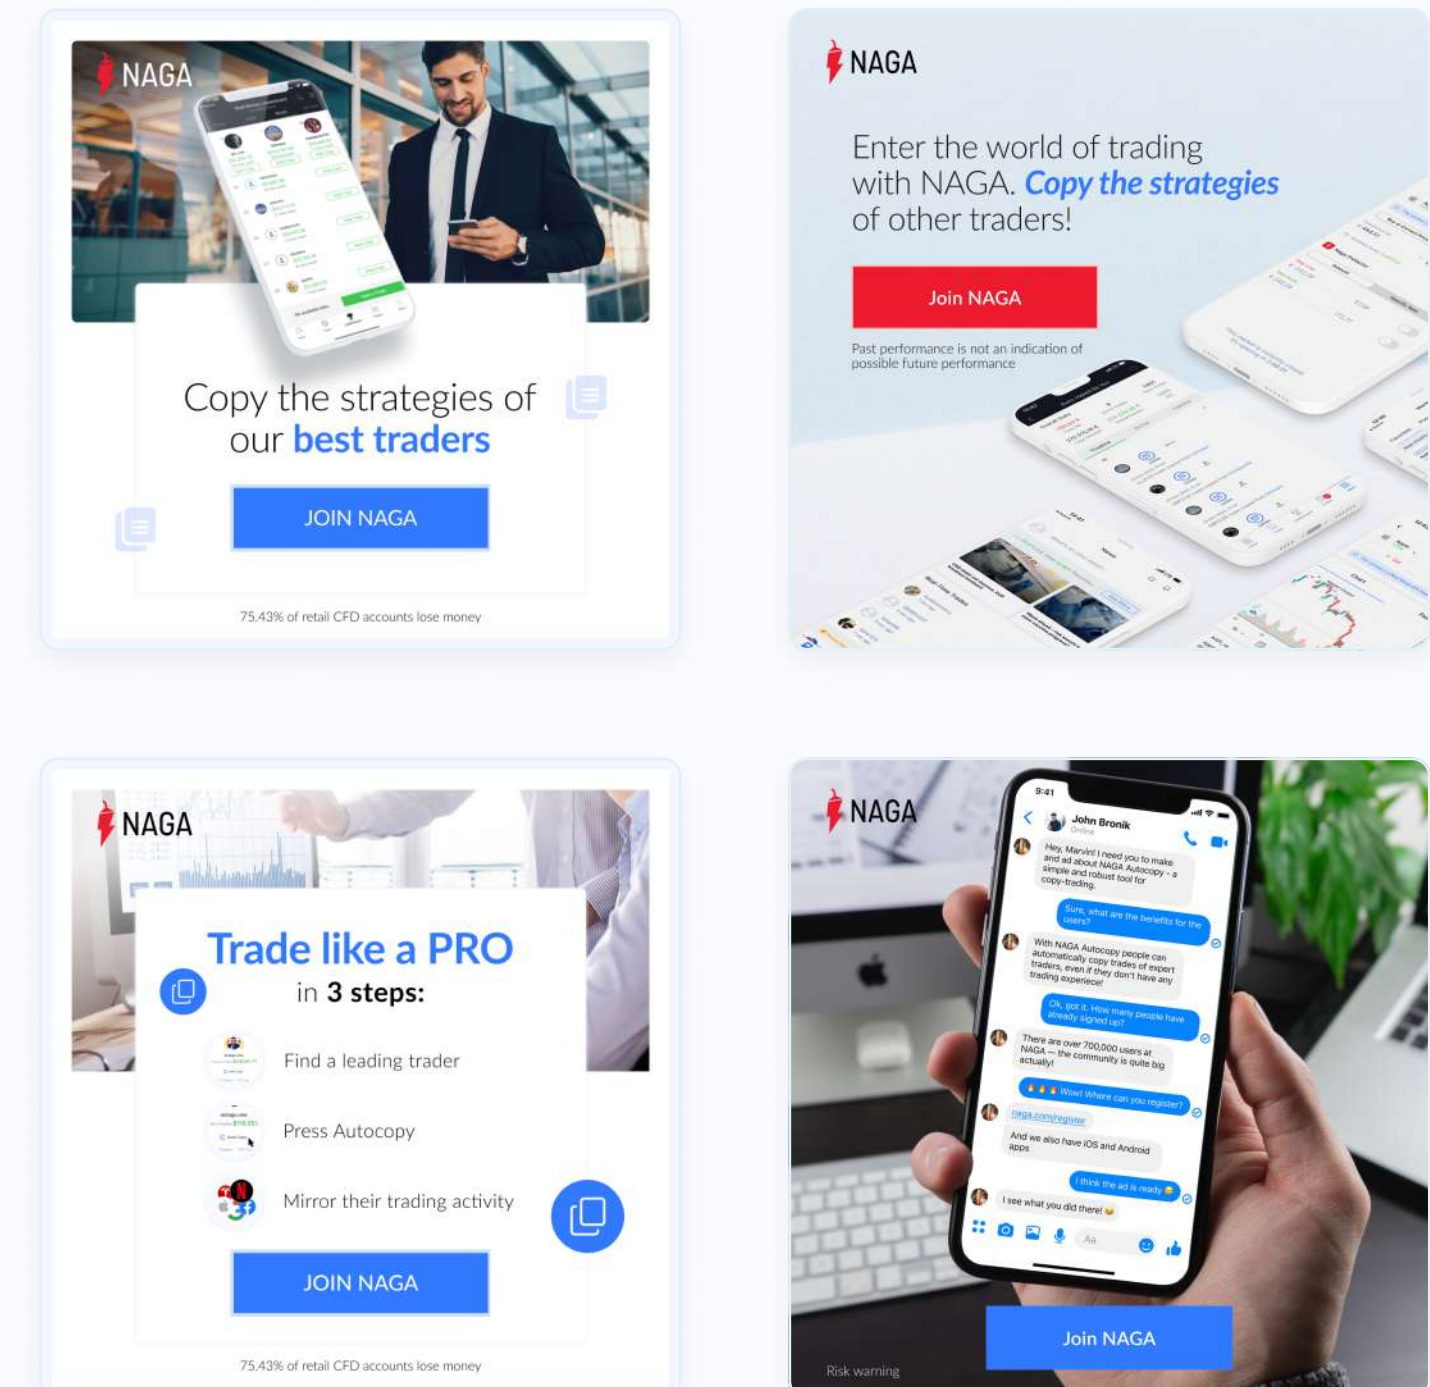 NAGA
Copy the strategies of
our best traders
JOIN NAGA
75.43% of retail CFD accounts lose money
NAGA
Enter the world of trading
with NAGA. Copy the strategies
of other traders!
Join NAGA
Past performance is not an indication of
possible future performance
News
Real-Time Traders
Chart
NAGA
Trade like a PRO
in 3 steps:
Find a leading trader
Press Autocopy
Mirror their trading activity
JOIN NAGA
75.43% of retail CFD accounts lose money
NAGA
9:41
John Bronik
Online
Hey, Marvin! I need you to make
and ad about NAGA Autocopy - a
simple and robust tool for
copy-trading.
Sure, what are the benefits for the
users?
With NAGA Autocopy people can
automatically copy trades of expert
traders, even if they don't have any
trading experiece!
Ok, got it. How many people have
already signed up?
There are over 700,000 users at
NAGA — the community is quite big
actually!
🔥🔥🔥 Wow! Where can you register?
naga.com/register
And we also have iOS and Android
apps
I think the ad is ready 😂
I see what you did there! 😂
Aa
Join NAGA
Risk warning